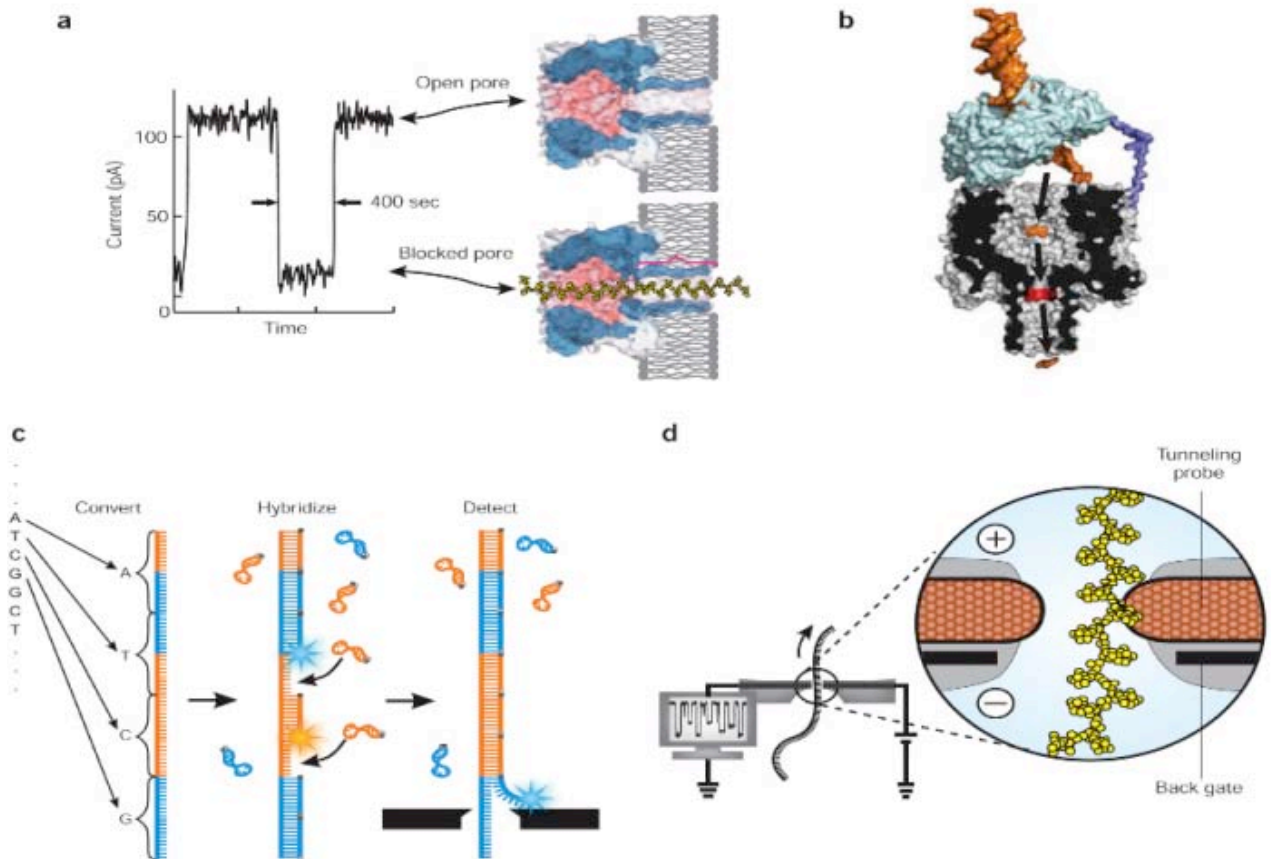 a
Current (pA)
100
50
0
Time
400 sec
Open pore
Blocked pore
b
c
.
.
.
A
T
C
G
G
C
T
.
.
.
.
Convert
A
T
C
G
Hybridize
Detect
d
Tunneling
probe
+
−
Back gate